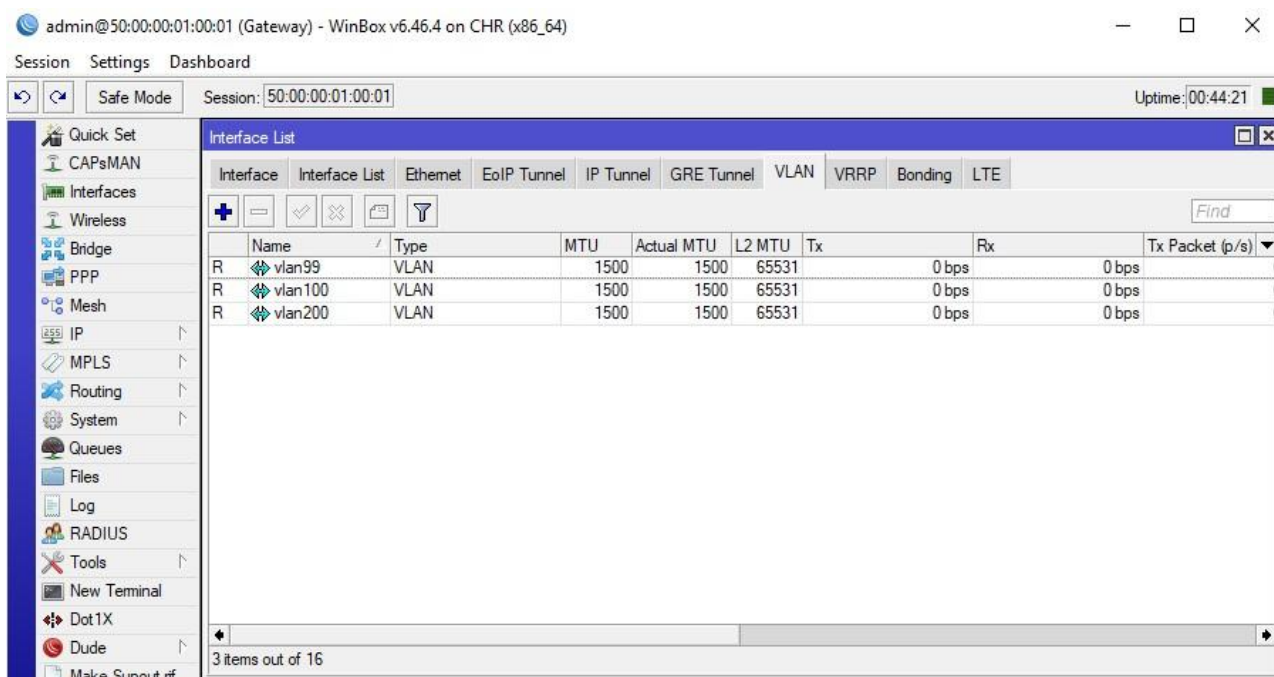 admin@50:00:00:01:00:01 (Gateway) - WinBox v6.46.4 on CHR (x86_64)
Session Settings Dashboard
Safe Mode Session: 50:00:00:01:00:01 Uptime: 00:44:21
Quick Set
CAPsMAN
Interfaces
Wireless
Bridge
PPP
Mesh
IP
MPLS
Routing
System
Queues
Files
Log
RADIUS
Tools
New Terminal
Dot1X
Dude
Make Supout.rif
Interface List
Interface Interface List Ethernet EoIP Tunnel IP Tunnel GRE Tunnel VLAN VRRP Bonding LTE
Find
Name / Type MTU Actual MTU L2 MTU Tx Rx Tx Packet (p/s)
R vlan99 VLAN 1500 1500 65531 0 bps 0 bps
R vlan100 VLAN 1500 1500 65531 0 bps 0 bps
R vlan200 VLAN 1500 1500 65531 0 bps 0 bps
3 items out of 16